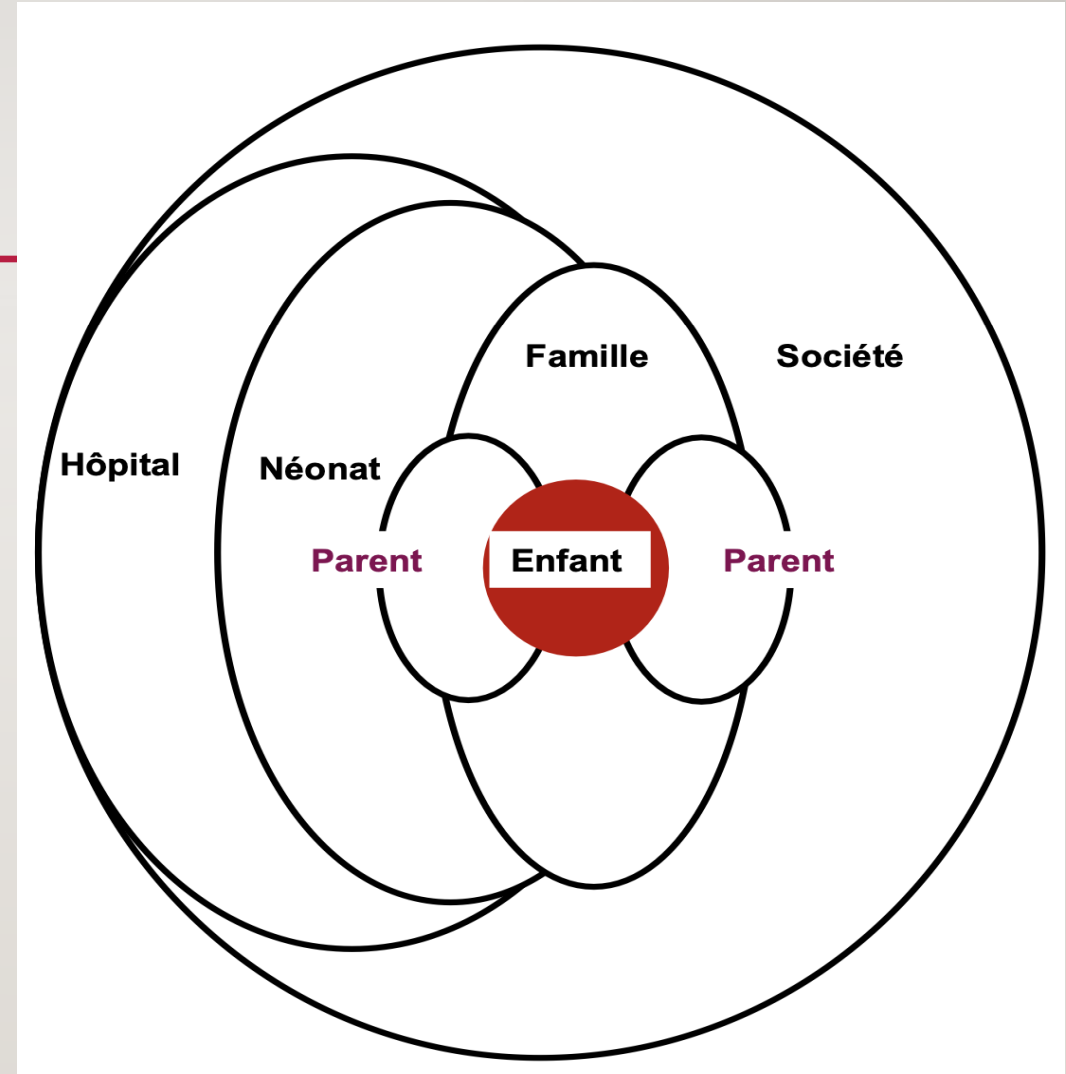 Famille
Société
Hôpital
Néonat
Parent
Enfant
Parent